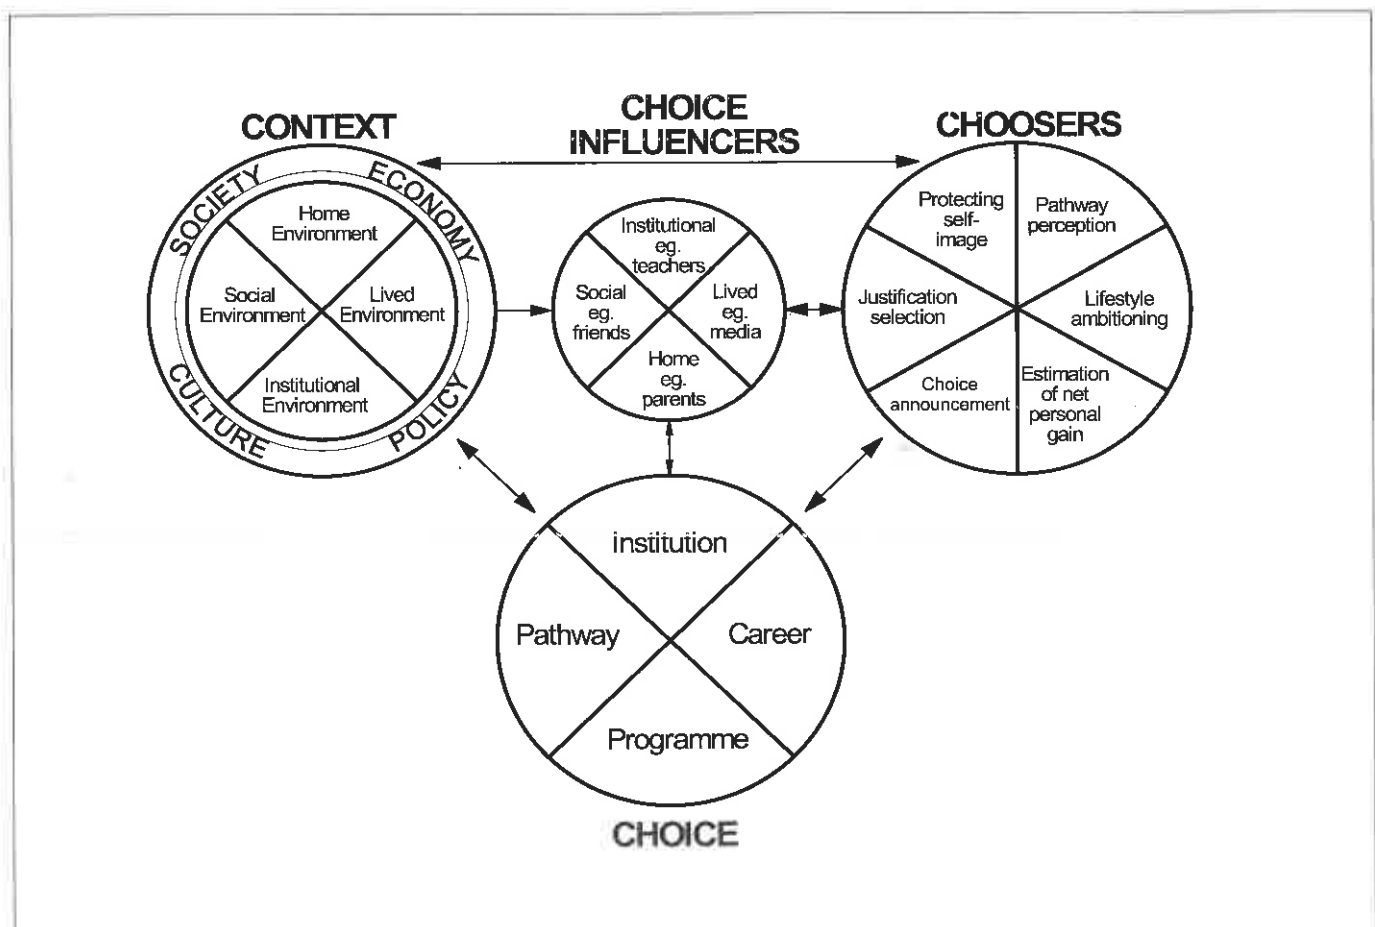 CONTEXT
CHOICE
INFLUENCERS
CHOOSERS
SOCIETY
ECONOMY
CULTURE
POLICY
Home
Environment
Social
Environment
Lived
Environment
Institutional
Environment
Institutional
eg.
teachers
Social
eg.
friends
Lived
eg.
media
Home
eg.
parents
Protecting
self-
image
Pathway
perception
Justification
selection
Lifestyle
ambitioning
Choice
announcement
Estimation
of net
personal
gain
institution
Pathway
Career
Programme
CHOICE